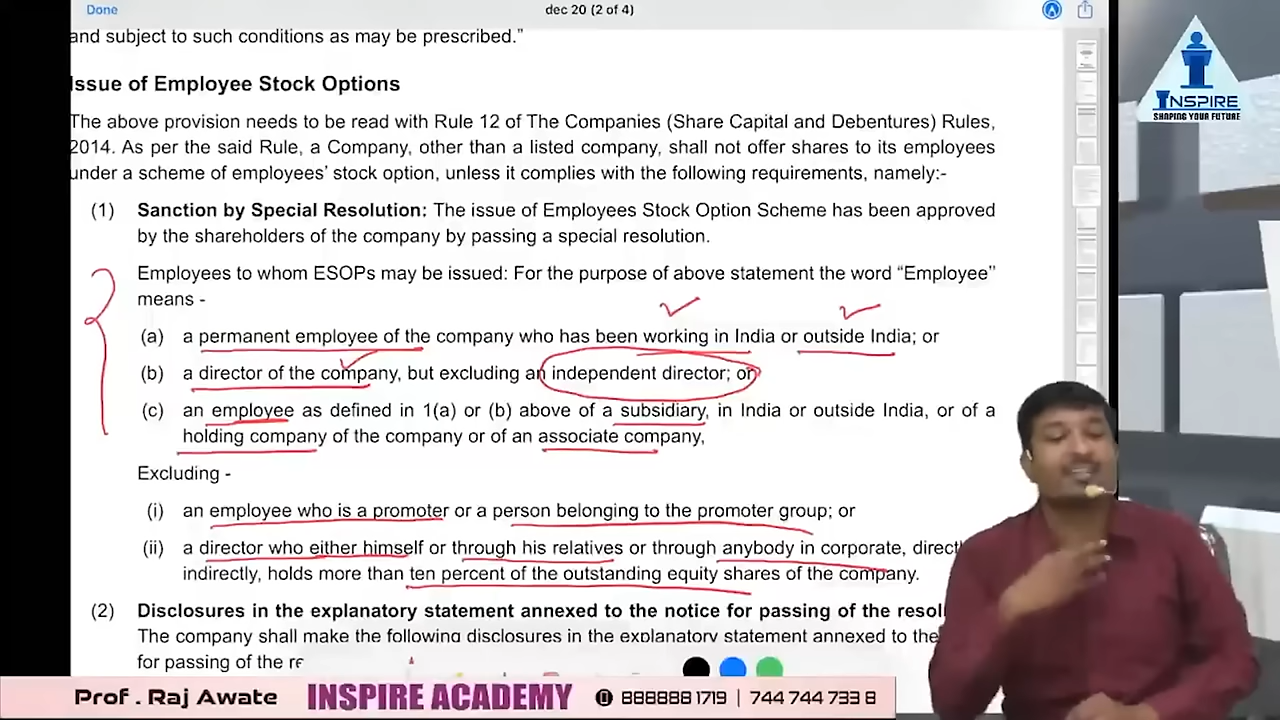 Done
dec 20 (2 of 4)
and subject to such conditions as may be prescribed."
Issue of Employee Stock Options
The above provision needs to be read with Rule 12 of The Companies (Share Capital and Debentures) Rules,
2014. As per the said Rule, a Company, other than a listed company, shall not offer shares to its employees
under a scheme of employees' stock option, unless it complies with the following requirements, namely:-
(1) Sanction by Special Resolution: The issue of Employees Stock Option Scheme has been approved
by the shareholders of the company by passing a special resolution.
Employees to whom ESOPs may be issued: For the purpose of above statement the word “Employee”
means -
(a) a permanent employee of the company who has been working in India or outside India; or
(b) a director of the company, but excluding an independent director; or
(c) an employee as defined in 1(a) or (b) above of a subsidiary, in India or outside India, or of a
holding company of the company or of an associate company,
Excluding -
(i) an employee who is a promoter or a person belonging to the promoter group; or
(ii) a director who either himself or through his relatives or through anybody in corporate,
indirectly, holds more than ten percent of the outstanding equity shares of the company.
(2) Disclosures in the explanatory statement annexed to the notice for passing of the
The company shall make the following disclosures in the explanatory statement annexed to the
for passing of the
INSPIRE
SHAPING YOUR FUTURE
Prof . Raj Awate INSPIRE ACADEMY 888888 1719 | 744 744 733 8